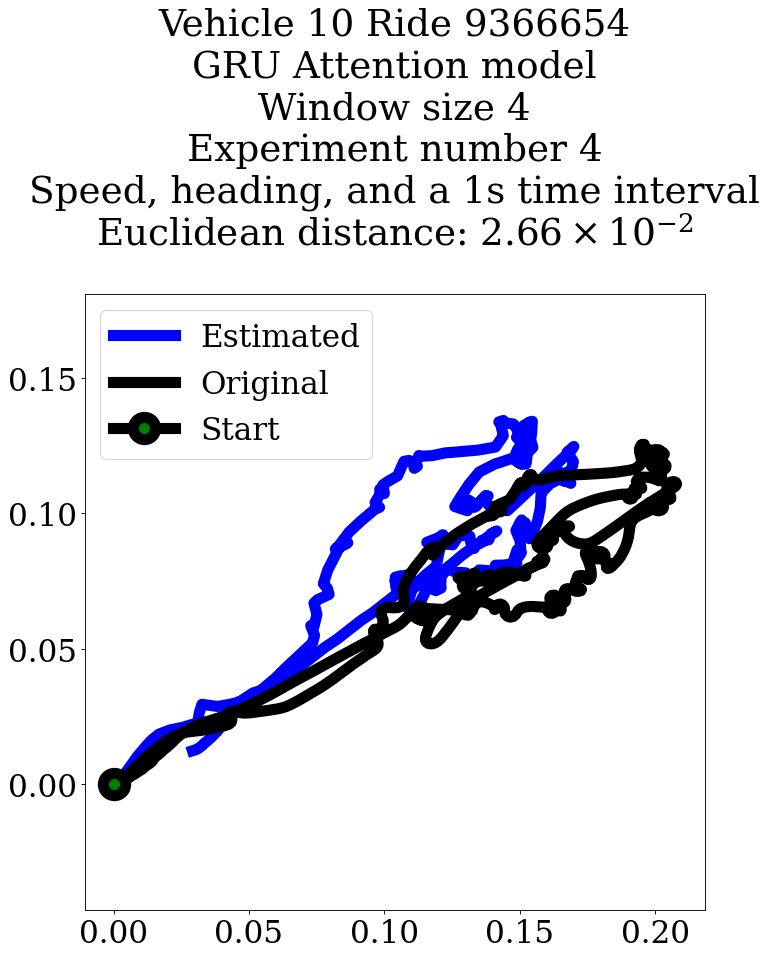 Vehicle 10 Ride 9366654
GRU Attention model
Window size 4
Experiment number 4
Speed, heading, and a 1s time interval
Euclidean distance: 2.66 × 10⁻²
Estimated
Original
Start
0.15
0.10
0.05
0.00
0.00 0.05 0.10 0.15 0.20